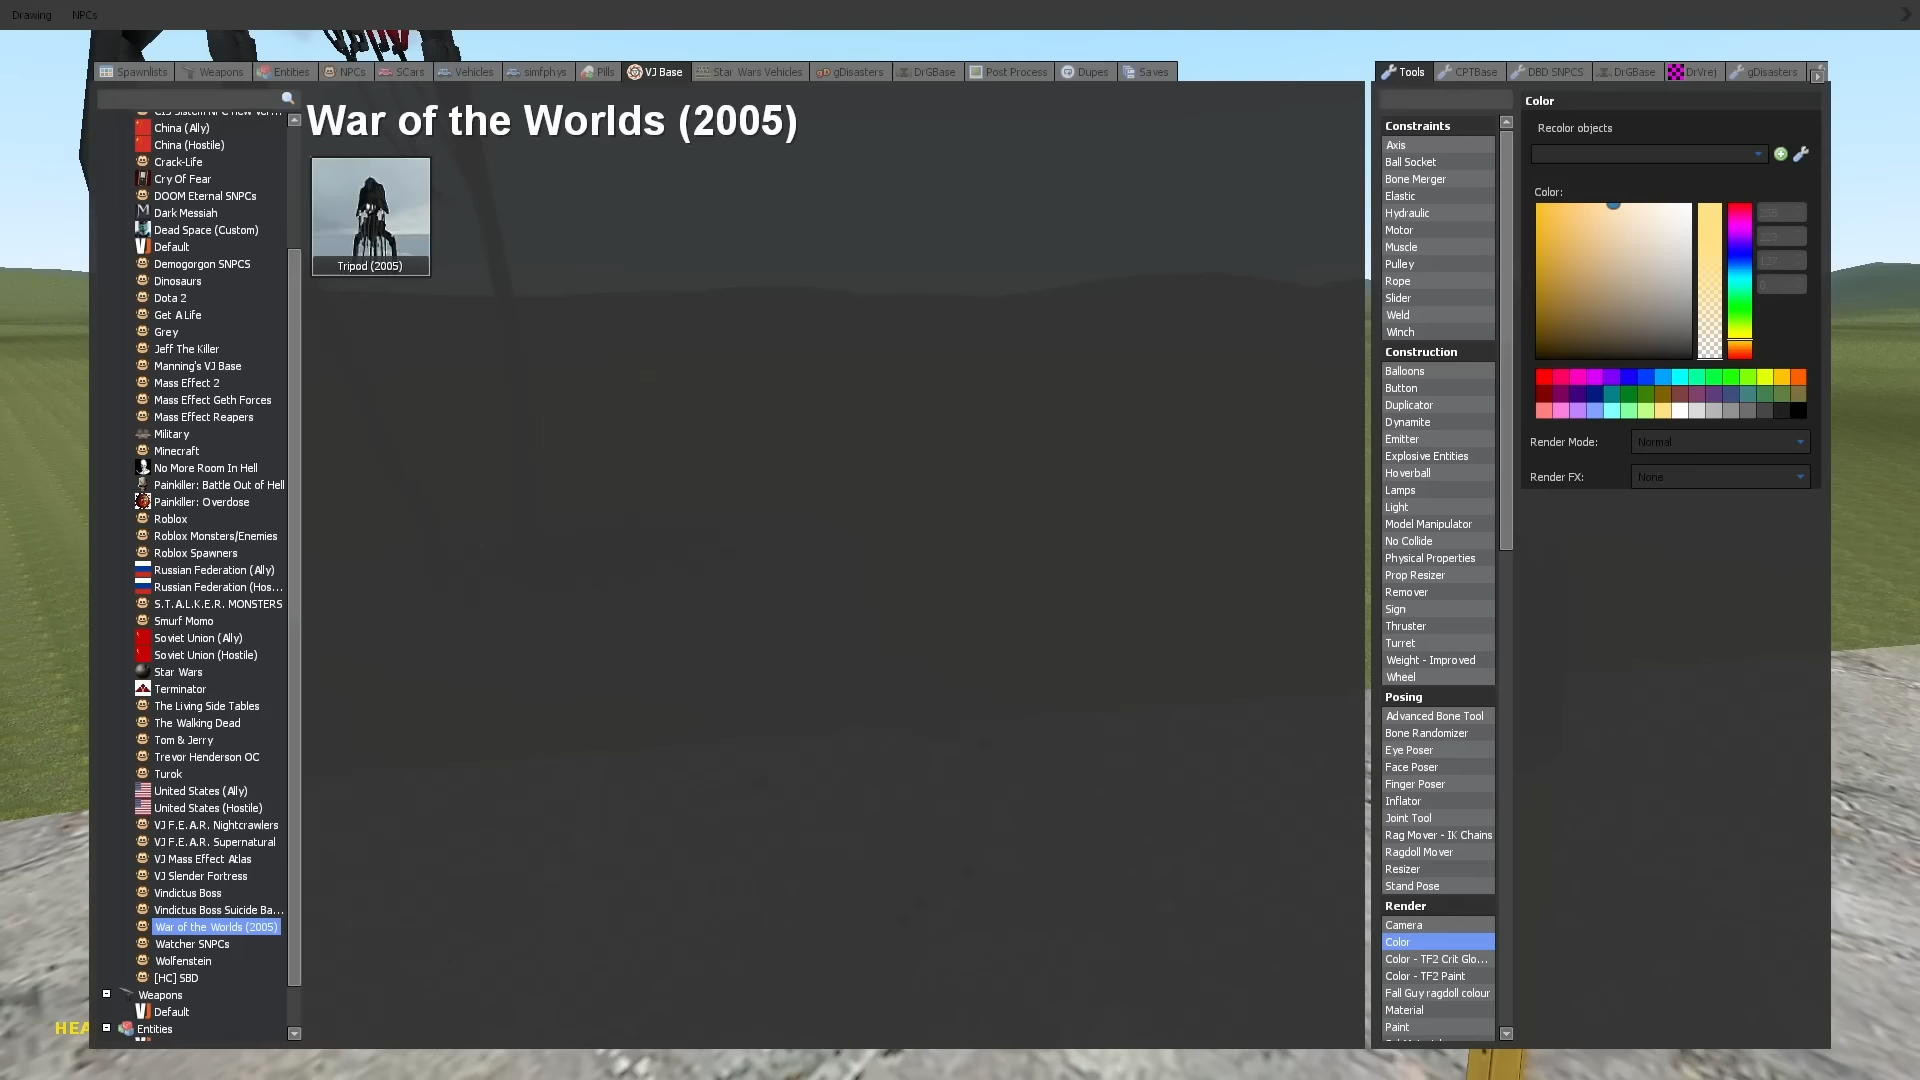 Drawing NPCs
Spawnlists Weapons Entities NPCs SCars Vehicles simfphys Pills VJ Base Star Wars Vehicles gDisasters DrGBase Post Process Dupes Saves
Tools CPTBase DBD SNPCS DrGBase DrVrej gDisasters
War of the Worlds (2005)
Tripod (2005)
China (Ally)
China (Hostile)
Crack-Life
Cry Of Fear
DOOM Eternal SNPCs
Dark Messiah
Dead Space (Custom)
Default
Demogorgon SNPCS
Dinosaurs
Dota 2
Get A Life
Grey
Jeff The Killer
Manning's VJ Base
Mass Effect 2
Mass Effect Geth Forces
Mass Effect Reapers
Military
Minecraft
No More Room In Hell
Painkiller: Battle Out of Hell
Painkiller: Overdose
Roblox
Roblox Monsters/Enemies
Roblox Spawners
Russian Federation (Ally)
Russian Federation (Hos...
S.T.A.L.K.E.R. MONSTERS
Smurf Momo
Soviet Union (Ally)
Soviet Union (Hostile)
Star Wars
Terminator
The Living Side Tables
The Walking Dead
Tom & Jerry
Trevor Henderson OC
Turok
United States (Ally)
United States (Hostile)
VJ F.E.A.R. Nightcrawlers
VJ F.E.A.R. Supernatural
VJ Mass Effect Atlas
VJ Slender Fortress
Vindictus Boss
Vindictus Boss Suicide Ba...
War of the Worlds (2005)
Watcher SNPCs
Wolfenstein
[HC] SBD
Weapons
Default
Entities
HEA
Constraints
Axis
Ball Socket
Bone Merger
Elastic
Hydraulic
Motor
Muscle
Pulley
Rope
Slider
Weld
Winch
Construction
Balloons
Button
Duplicator
Dynamite
Emitter
Explosive Entities
Hoverball
Lamps
Light
Model Manipulator
No Collide
Physical Properties
Prop Resizer
Remover
Sign
Thruster
Turret
Weight - Improved
Wheel
Posing
Advanced Bone Tool
Bone Randomizer
Eye Poser
Face Poser
Finger Poser
Inflator
Joint Tool
Rag Mover - IK Chains
Ragdoll Mover
Resizer
Stand Pose
Render
Camera
Color
Color - TF2 Crit Glo...
Color - TF2 Paint
Fall Guy ragdoll colour
Material
Paint
Color
Recolor objects
Color:
255
223
127
0
Render Mode: Normal
Render FX: None